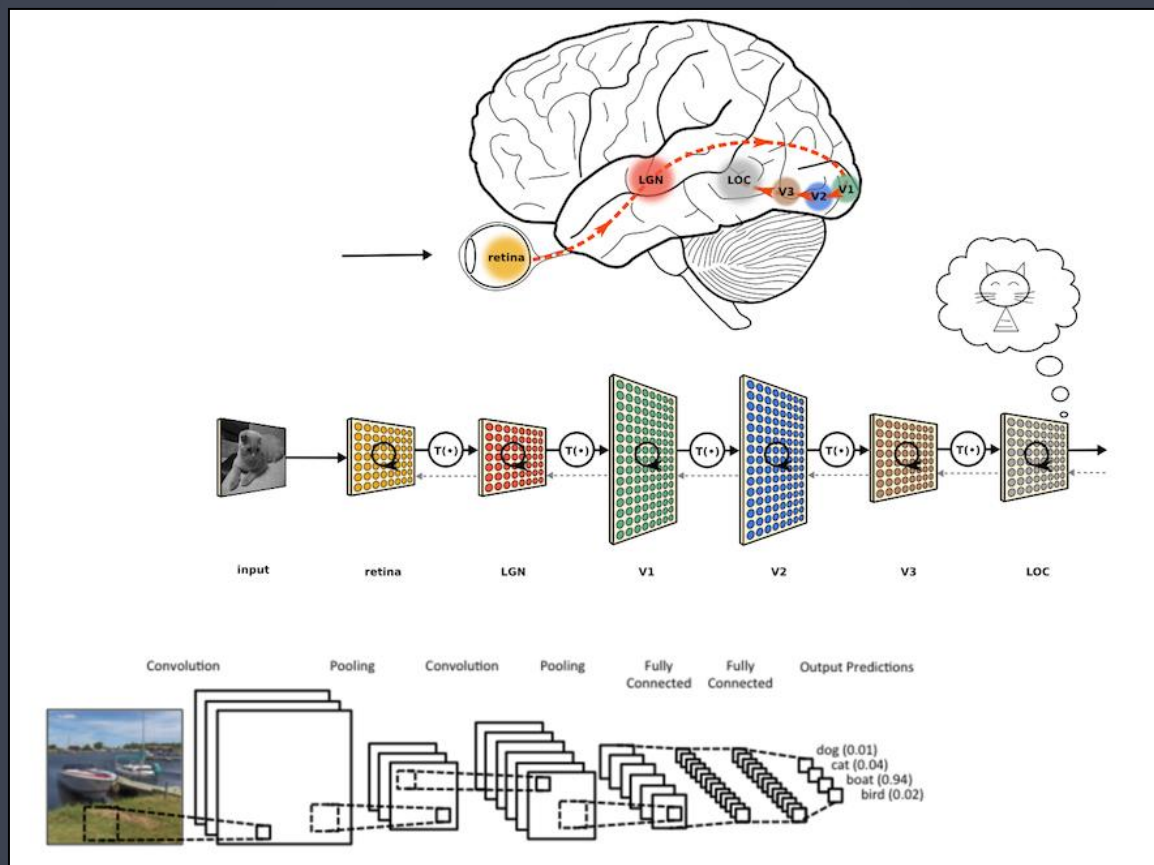 LGN
LOC
V3
V2
V1
retina
T(•)
T(•)
T(•)
T(•)
T(•)
input
retina
LGN
V1
V2
V3
LOC
Convolution
Pooling
Convolution
Pooling
Fully
Connected
Fully
Connected
Output Predictions
dog (0.01)
cat (0.04)
boat (0.94)
bird (0.02)